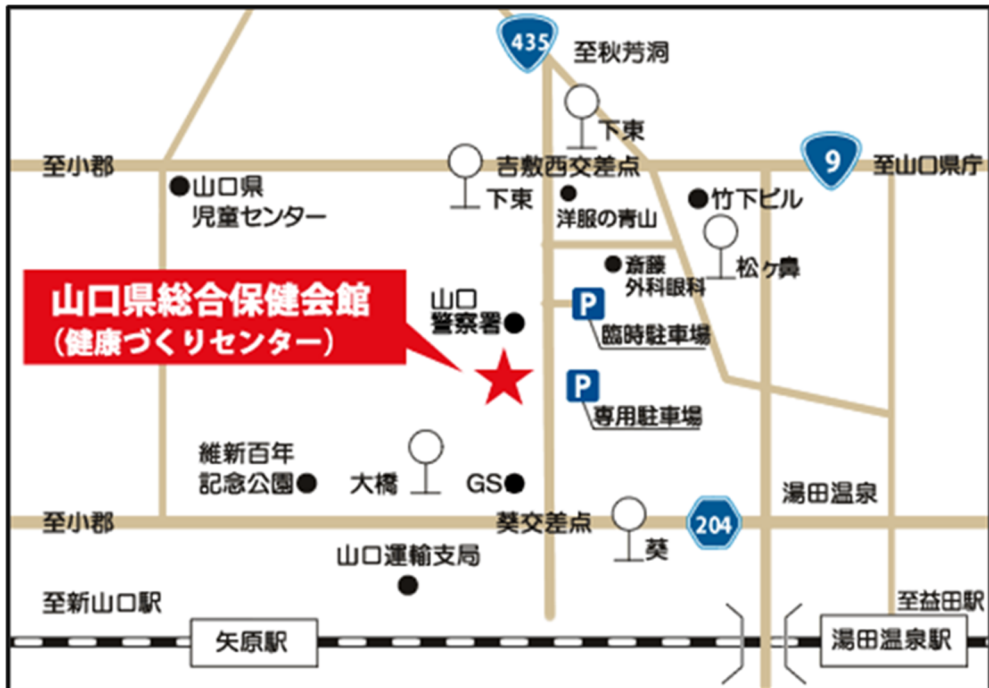 435
至秋芳洞
下東
至小郡
吉敷西交差点
9
至山口県庁
山口県
児童センター
下東
洋服の青山
竹下ビル
松ヶ鼻
斎藤
外科眼科
山口県総合保健会館
(健康づくりセンター)
山口
警察署
P
臨時駐車場
P
専用駐車場
維新百年
記念公園
大橋
GS
湯田温泉
至小郡
葵交差点
204
葵
山口運輸支局
至新山口駅
至益田駅
矢原駅
湯田温泉駅